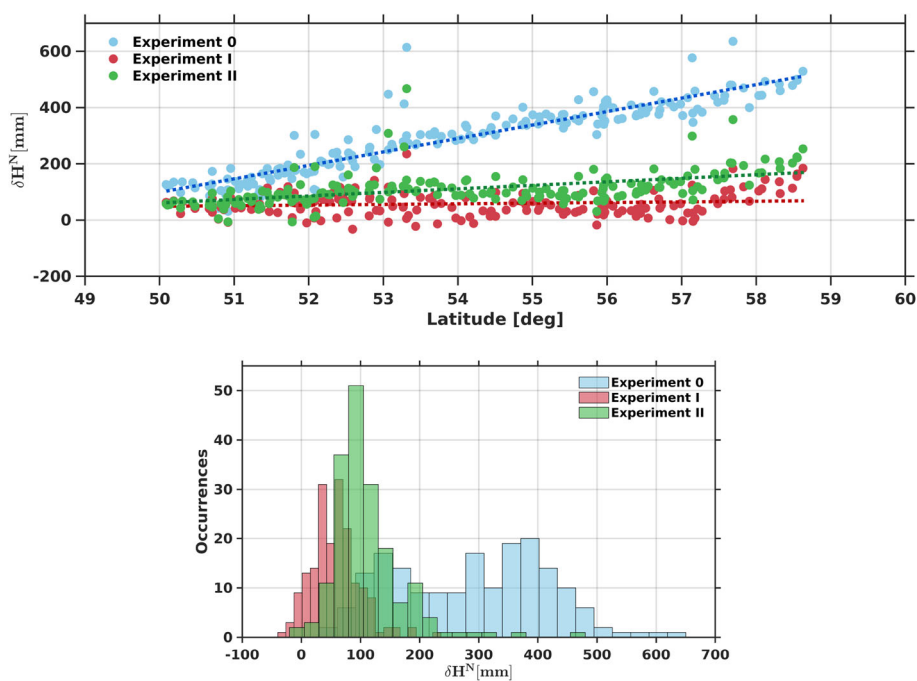 600
400
200
0
-200
δH^N[mm]
Experiment 0
Experiment I
Experiment II
49 50 51 52 53 54 55 56 57 58 59 60
Latitude [deg]
50
40
30
20
10
0
Occurrences
Experiment 0
Experiment I
Experiment II
-100 0 100 200 300 400 500 600 700
δH^N[mm]